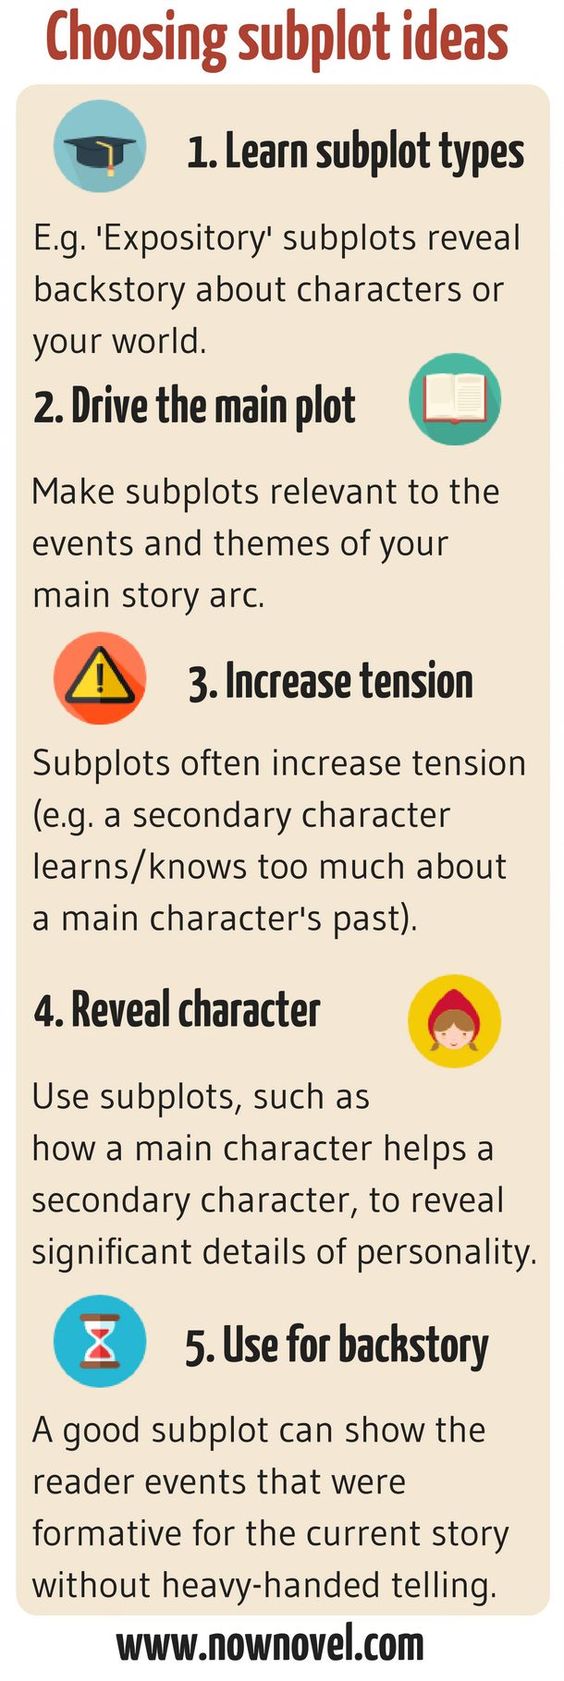 Choosing subplot ideas
1. Learn subplot types
E.g. 'Expository' subplots reveal
backstory about characters or
your world.
2. Drive the main plot
Make subplots relevant to the
events and themes of your
main story arc.
3. Increase tension
Subplots often increase tension
(e.g. a secondary character
learns/knows too much about
a main character's past).
4. Reveal character
Use subplots, such as
how a main character helps a
secondary character, to reveal
significant details of personality.
5. Use for backstory
A good subplot can show the
reader events that were
formative for the current story
without heavy-handed telling.
www.nownovel.com